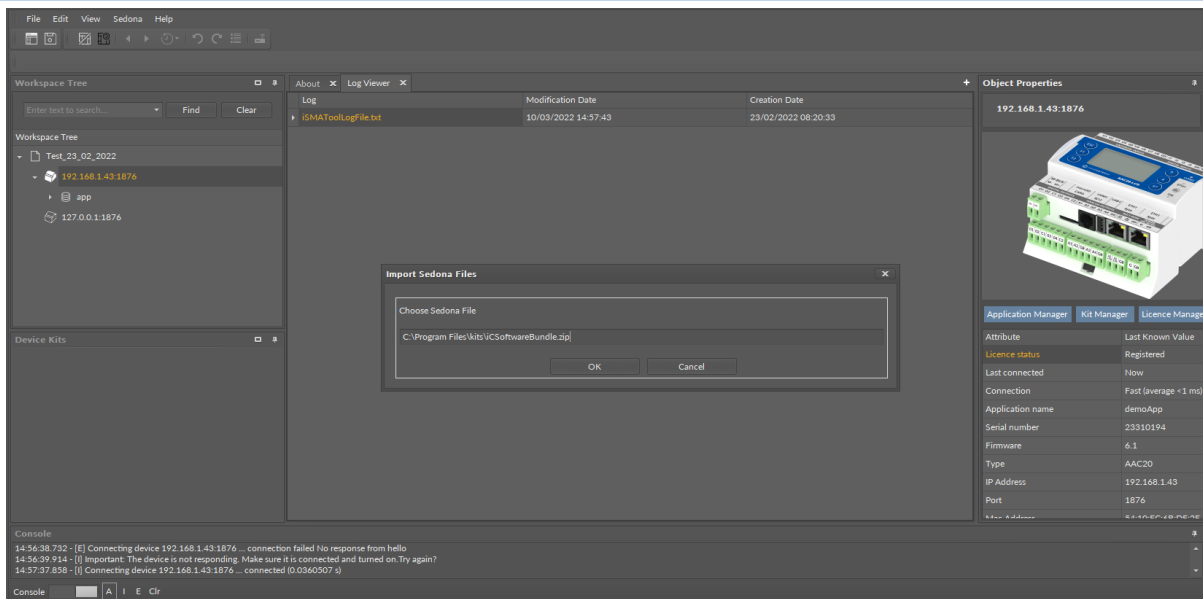 File Edit View Sedona Help
Workspace Tree
Enter text to search...
Find
Clear
Workspace Tree
Test_23_02_2022
192.168.1.43:1876
app
127.0.0.1:1876
Device Kits
About
Log Viewer
Log Modification Date Creation Date
iSMAToolLogFile.txt 10/03/2022 14:57:43 23/02/2022 08:20:33
Import Sedona Files
Choose Sedona File
C:\Program Files\kits\iCSoftwareBundle.zip
OK
Cancel
Object Properties
192.168.1.43:1876
Application Manager Kit Manager Licence Manage
Attribute Last Known Value
Licence status Registered
Last connected Now
Connection Fast (average <1 ms)
Application name demoApp
Serial number 23310194
Firmware 6.1
Type AAC20
IP Address 192.168.1.43
Port 1876
Console
14:56:38.732 - [E] Connecting device 192.168.1.43:1876 ... connection failed No response from hello
14:56:39.914 - [I] Important: The device is not responding. Make sure it is connected and turned on.Try again?
14:57:37.858 - [I] Connecting device 192.168.1.43:1876 ... connected (0.0360507 s)
Console A I E Clr